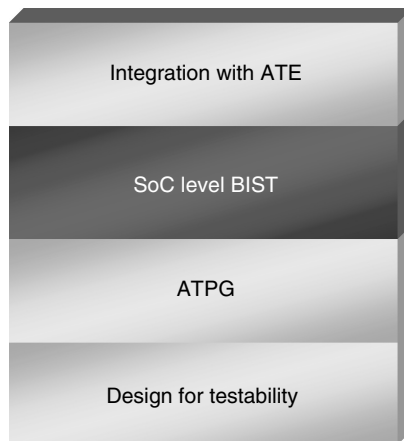 Integration with ATE
SoC level BIST
ATPG
Design for testability